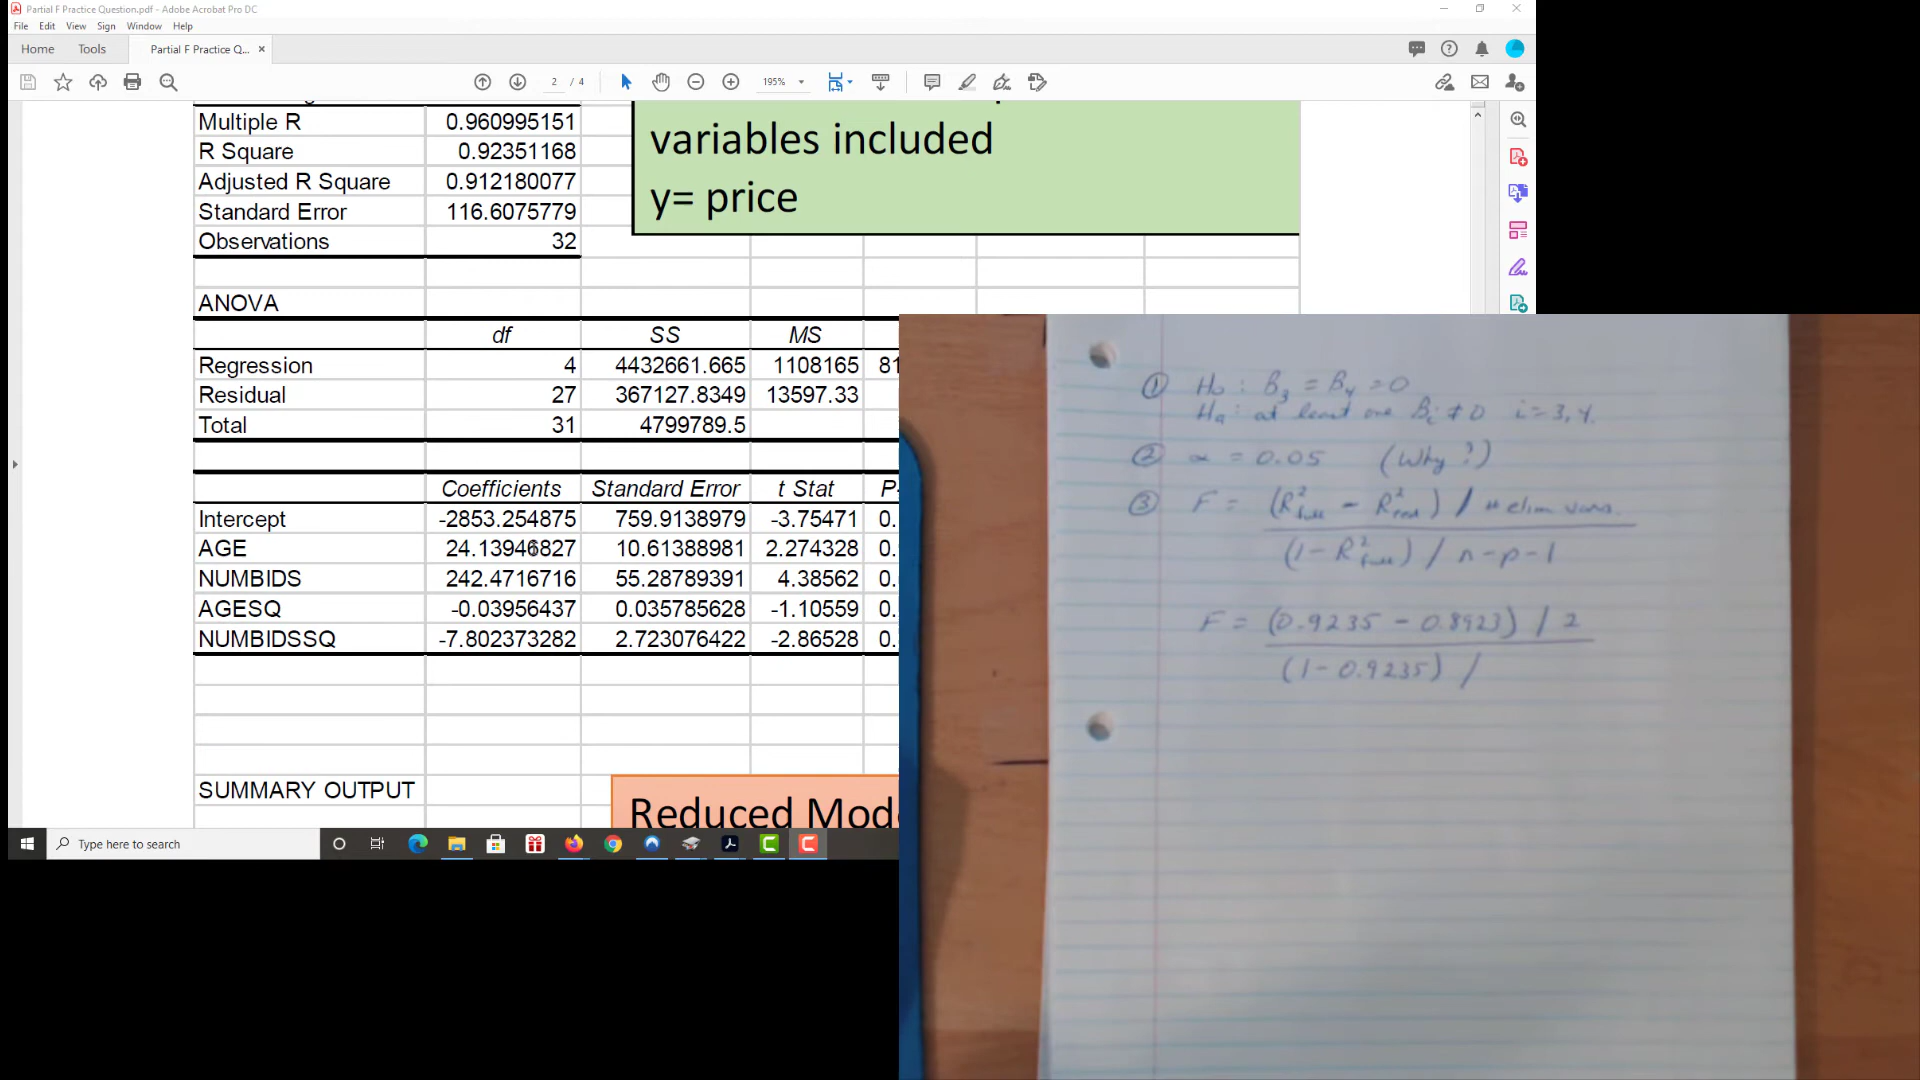 Partial F Practice Question.pdf - Adobe Acrobat Pro DC
File Edit View Sign Window Help
Home Tools Partial F Practice Q... ×
2 / 4 195%
Multiple R 0.960995151
R Square 0.92351168
Adjusted R Square 0.912180077
Standard Error 116.6075779
Observations 32
variables included
y= price
ANOVA
df SS MS
Regression 4 4432661.665 1108165 81
Residual 27 367127.8349 13597.33
Total 31 4799789.5
Coefficients Standard Error t Stat P-
Intercept -2853.254875 759.9138979 -3.75471 0.
AGE 24.13946827 10.61388981 2.274328 0.
NUMBIDS 242.4716716 55.28789391 4.38562 0.
AGESQ -0.03956437 0.035785628 -1.10559 0.
NUMBIDSSQ -7.802373282 2.723076422 -2.86528 0.
SUMMARY OUTPUT
Reduced Mode
Type here to search
① H₀ : B₃ = B₄ = 0
Hₐ : at least one Bᵢ ≠ 0 i = 3, 4.
② α = 0.05 (Why?)
③ F = (R²full - R²red) / # elim vars.
(1 - R²full) / n-p-1
F = (0.9235 - 0.8923) / 2
(1 - 0.9235) /